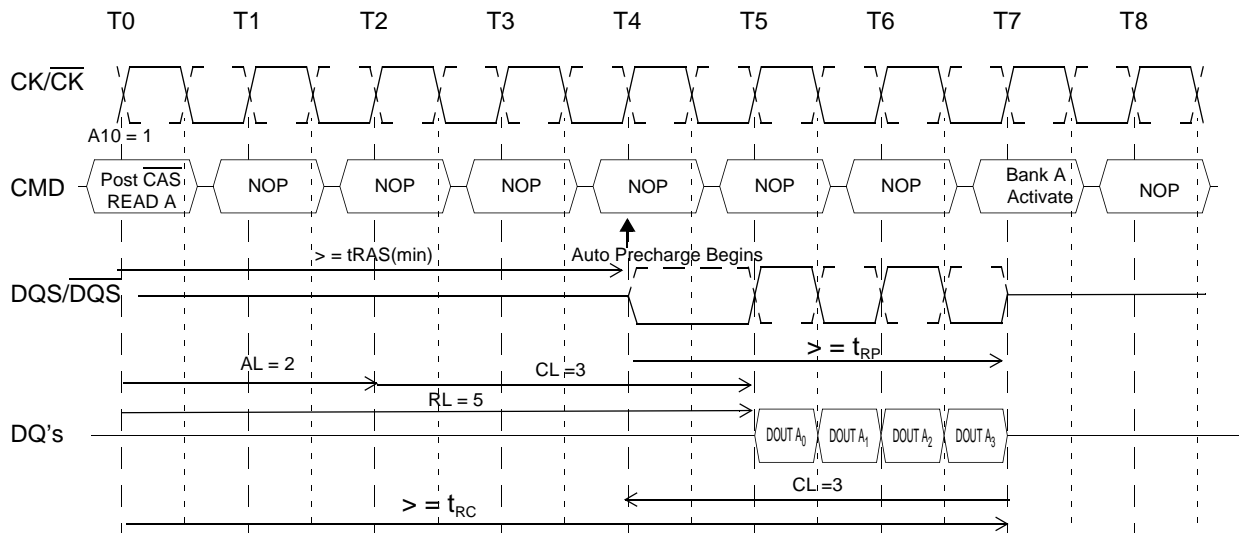 T0 T1 T2 T3 T4 T5 T6 T7 T8
CK/CK
A10 = 1
CMD
Post CAS
READ A
NOP
NOP
NOP
NOP
NOP
NOP
Bank A
Activate
NOP
> = tRAS(min)
Auto Precharge Begins
DQS/DQS
> = tRP
AL = 2
CL =3
RL = 5
DQ's
DOUT A0
DOUT A1
DOUT A2
DOUT A3
CL =3
> = tRC